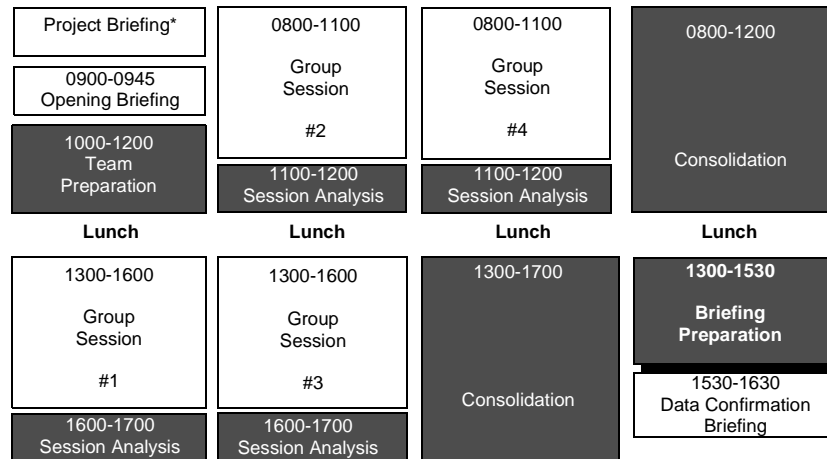 Project Briefing*
0900-0945
Opening Briefing
1000-1200
Team
Preparation
Lunch
1300-1600
Group
Session
#1
1600-1700
Session Analysis
0800-1100
Group
Session
#2
1100-1200
Session Analysis
Lunch
1300-1600
Group
Session
#3
1600-1700
Session Analysis
0800-1100
Group
Session
#4
1100-1200
Session Analysis
Lunch
1300-1700
Consolidation
0800-1200
Consolidation
Lunch
1300-1530
Briefing
Preparation
1530-1630
Data Confirmation
Briefing